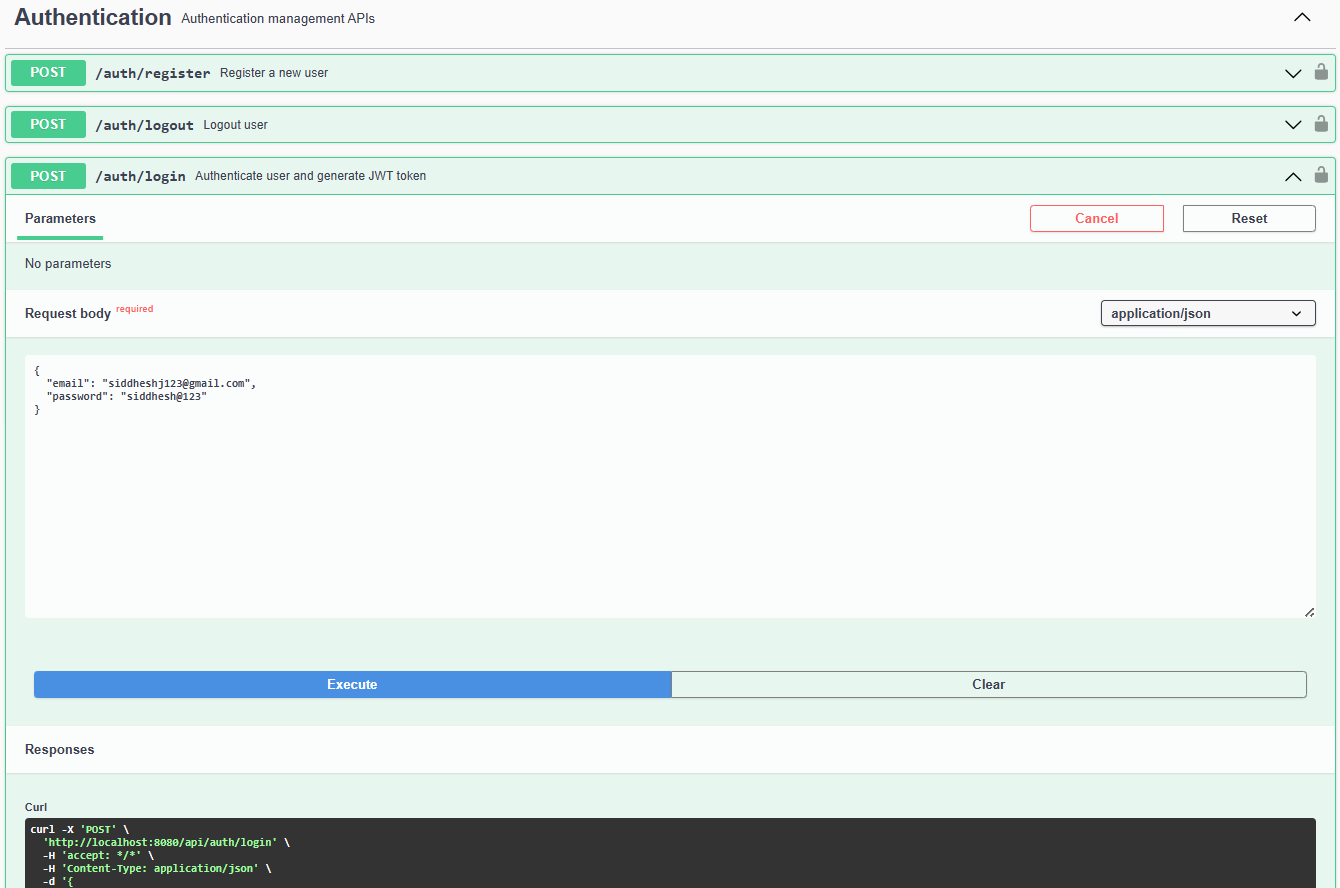 Authentication Authentication management APIs
POST /auth/register Register a new user
POST /auth/logout Logout user
POST /auth/login Authenticate user and generate JWT token
Parameters Cancel Reset
No parameters
Request body required application/json
{
"email": "siddheshj123@gmail.com",
"password": "siddhesh@123"
}
Execute Clear
Responses
Curl
curl -X 'POST' \
'http://localhost:8080/api/auth/login' \
-H 'accept: */*' \
-H 'Content-Type: application/json' \
-d '{